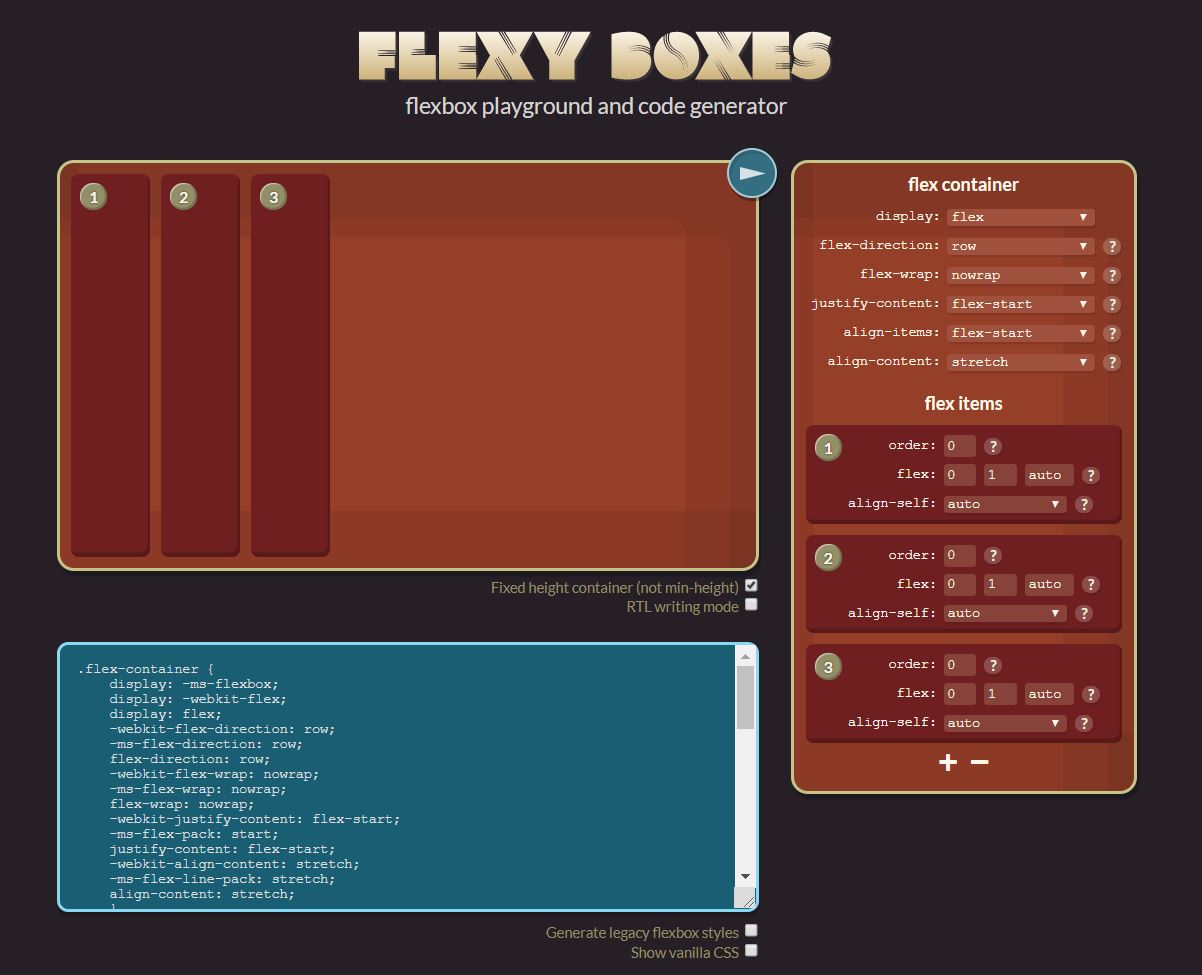 FLEXY BOXES
flexbox playground and code generator
1 2 3
Fixed height container (not min-height)
RTL writing mode
.flex-container {
display: -ms-flexbox;
display: -webkit-flex;
display: flex;
-webkit-flex-direction: row;
-ms-flex-direction: row;
flex-direction: row;
-webkit-flex-wrap: nowrap;
-ms-flex-wrap: nowrap;
flex-wrap: nowrap;
-webkit-justify-content: flex-start;
-ms-flex-pack: start;
justify-content: flex-start;
-webkit-align-content: stretch;
-ms-flex-line-pack: stretch;
align-content: stretch;
Generate legacy flexbox styles
Show vanilla CSS
flex container
display: flex
flex-direction: row ?
flex-wrap: nowrap ?
justify-content: flex-start ?
align-items: flex-start ?
align-content: stretch ?
flex items
1 order: 0 ?
flex: 0 1 auto ?
align-self: auto ?
2 order: 0 ?
flex: 0 1 auto ?
align-self: auto ?
3 order: 0 ?
flex: 0 1 auto ?
align-self: auto ?
+ −